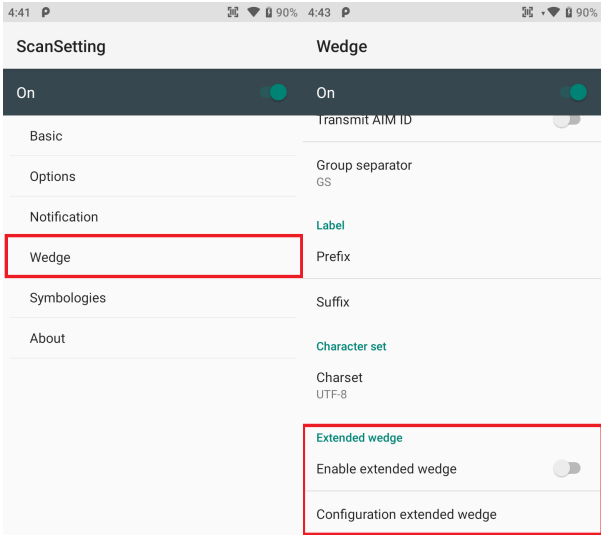 4:41
90%
ScanSetting
On
Basic
Options
Notification
Wedge
Symbologies
About
4:43
90%
Wedge
On
Transmit AIM ID
Group separator
GS
Label
Prefix
Suffix
Character set
Charset
UTF-8
Extended wedge
Enable extended wedge
Configuration extended wedge